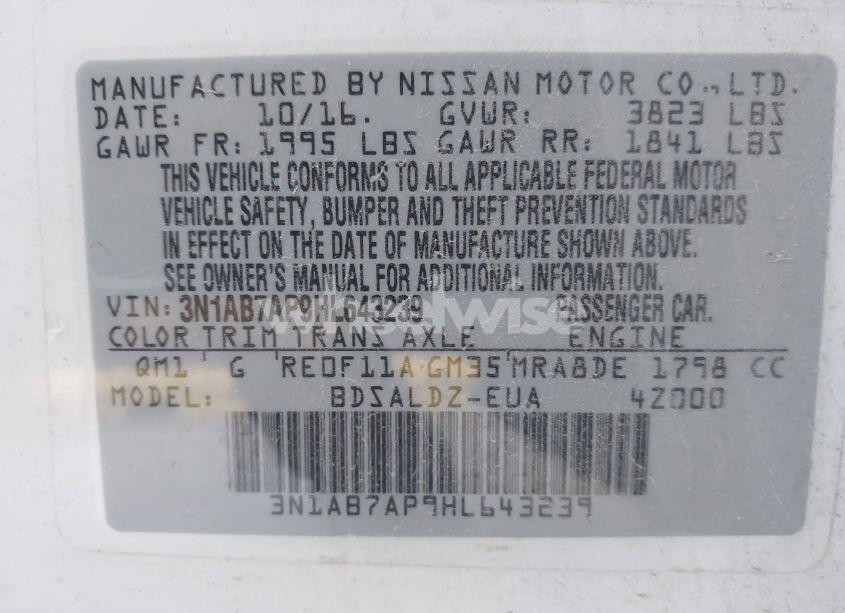 MANUFACTURED BY NISSAN MOTOR CO., LTD.
DATE: 10/16. GVWR: 3823 LBS
GAWR FR: 1995 LBS GAWR RR: 1841 LBS
THIS VEHICLE CONFORMS TO ALL APPLICABLE FEDERAL MOTOR
VEHICLE SAFETY, BUMPER AND THEFT PREVENTION STANDARDS
IN EFFECT ON THE DATE OF MANUFACTURE SHOWN ABOVE.
SEE OWNER'S MANUAL FOR ADDITIONAL INFORMATION.
VIN: 3N1AB7AP9HL643239 PASSENGER CAR.
COLOR TRIM TRANS AXLE ENGINE
QM1 G RE0F11A GM35 MRA8DE 1798 CC
MODEL: BDSALDZ-EUA 4Z000
3N1AB7AP9HL643239